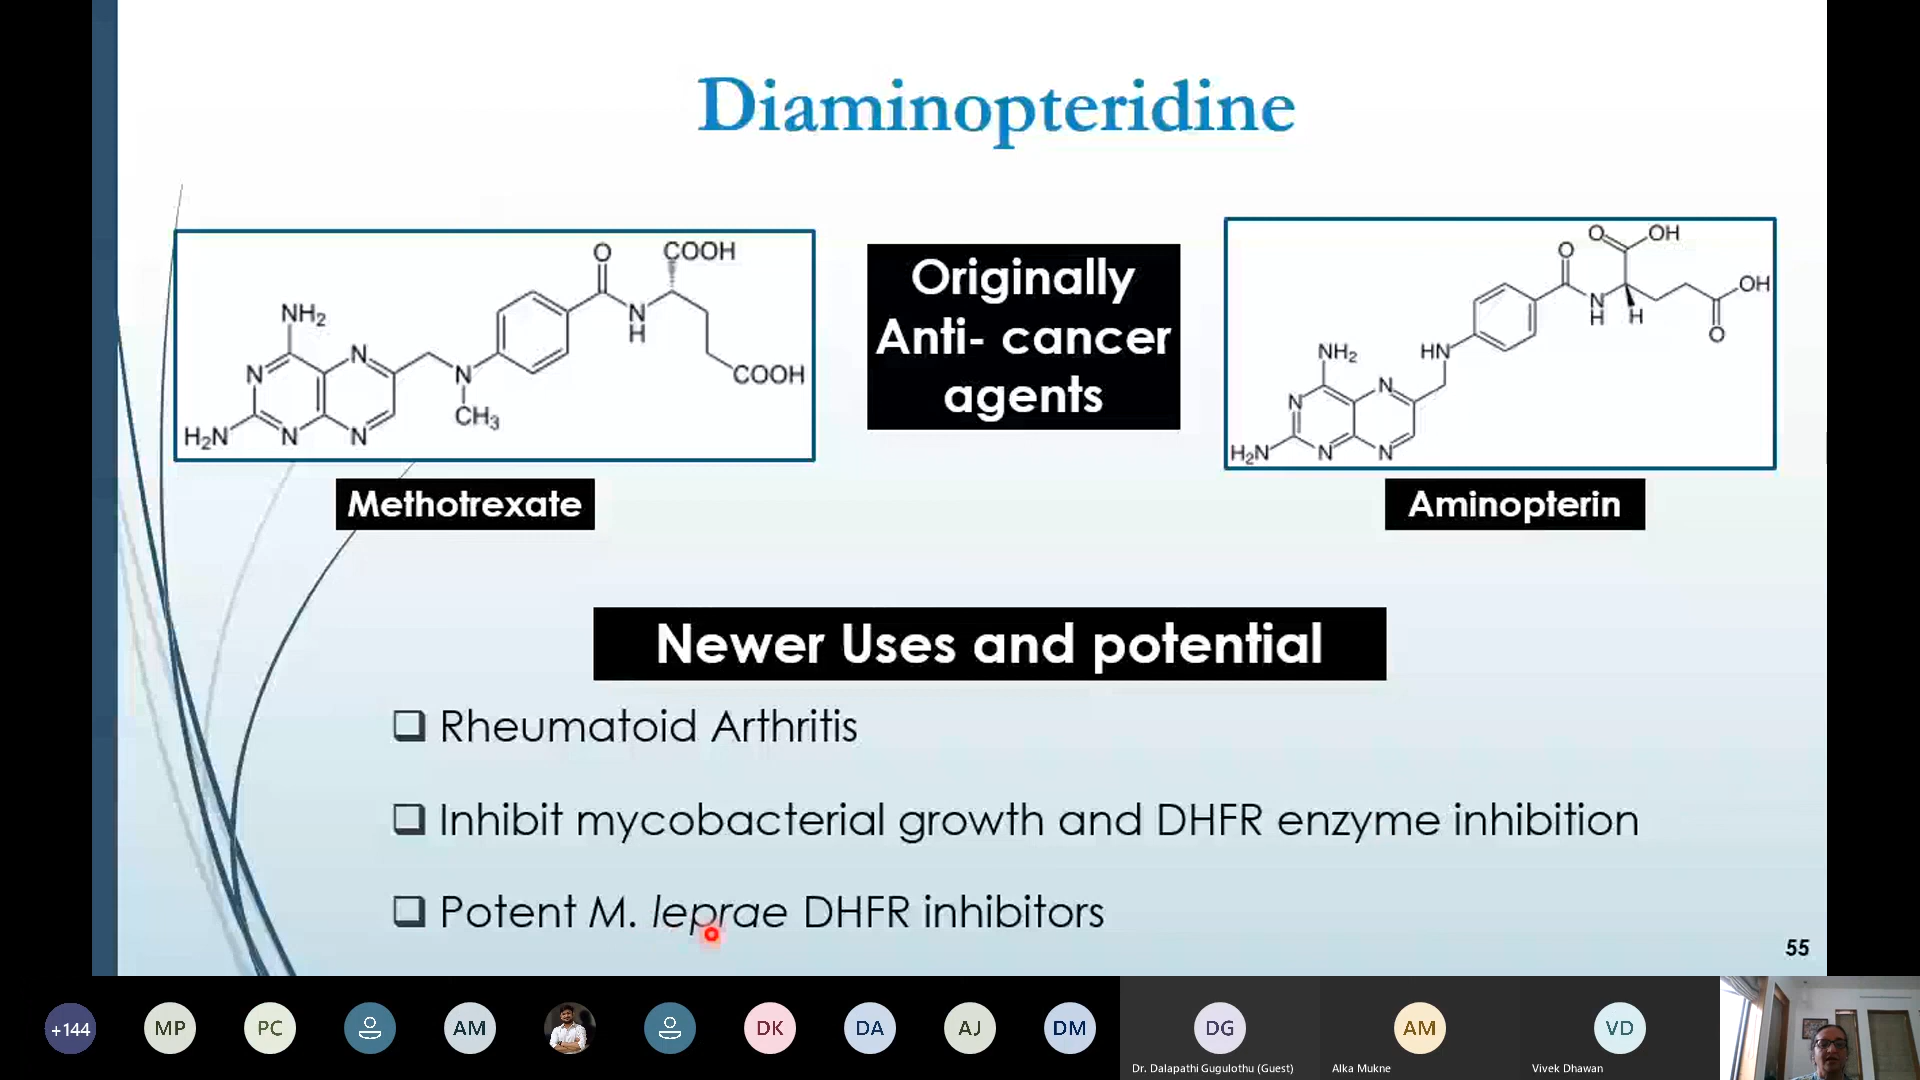 Diaminopteridine
NH₂
N
N
H₂N
N
N
N
CH₃
O
N
H
COOH
COOH
Methotrexate
Originally
Anti- cancer
agents
O
OH
O
OH
O
N
H
H
HN
NH₂
N
N
H₂N
N
N
Aminopterin
Newer Uses and potential
❑ Rheumatoid Arthritis
❑ Inhibit mycobacterial growth and DHFR enzyme inhibition
❑ Potent M. leprae DHFR inhibitors
55
+144
MP
PC
AM
DK
DA
AJ
DM
DG
AM
VD
Dr. Dalapathi Gugulothu (Guest)
Alka Mukne
Vivek Dhawan